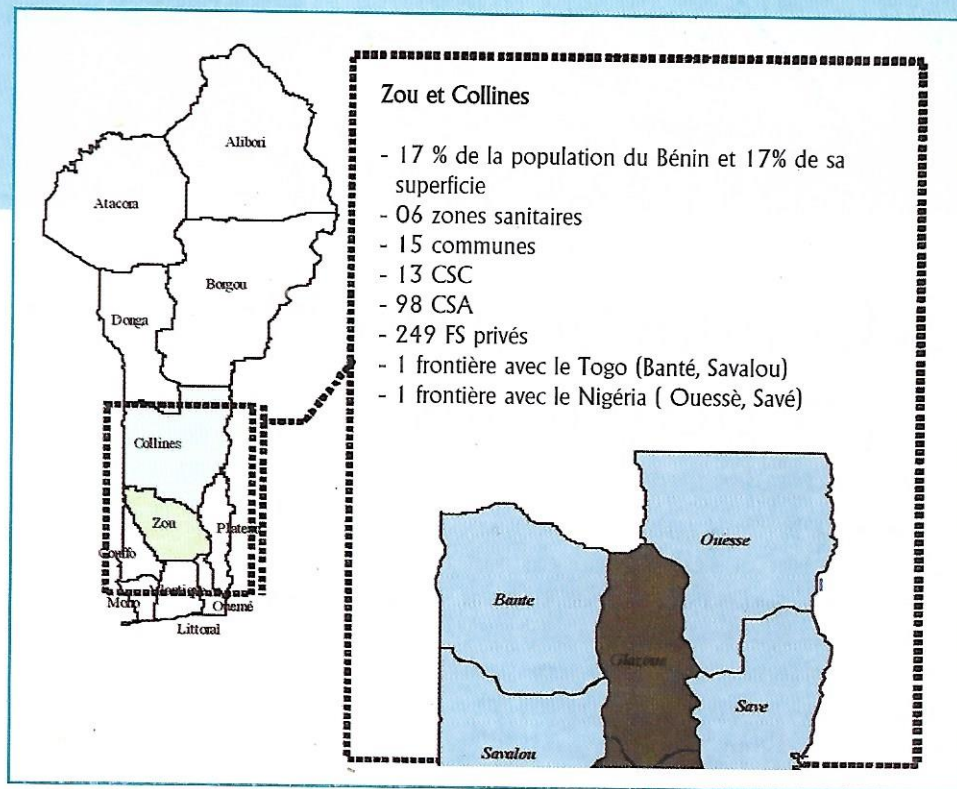 Zou et Collines
- 17 % de la population du Bénin et 17% de sa
superficie
- 06 zones sanitaires
- 15 communes
- 13 CSC
- 98 CSA
- 249 FS privés
- 1 frontière avec le Togo (Banté, Savalou)
- 1 frontière avec le Nigéria ( Ouessè, Savé)
Alibori
Atacora
Borgou
Donga
Collines
Zou
Plateau
Couffo
Mono
Ouemé
Littoral
Ouesse
Bante
Glazoue
Save
Savalou